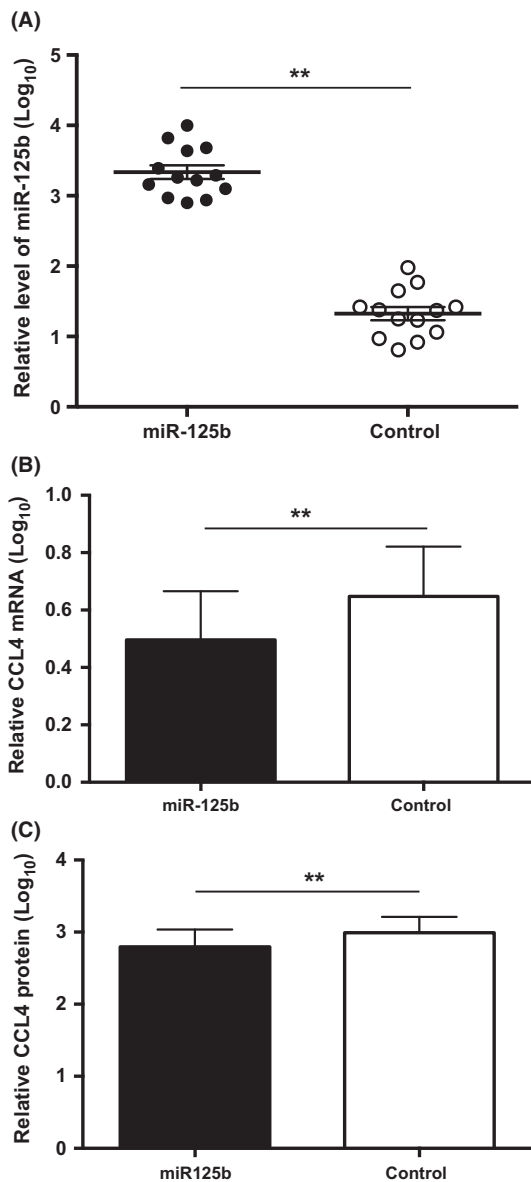 (A)
Relative level of miR-125b (Log10)
5
4
3
2
1
0
**
miR-125b
Control
(B)
Relative CCL4 mRNA (Log10)
1.0
0.8
0.6
0.4
0.2
0.0
**
miR-125b
Control
(C)
Relative CCL4 protein (Log10)
4
3
2
1
0
**
miR125b
Control